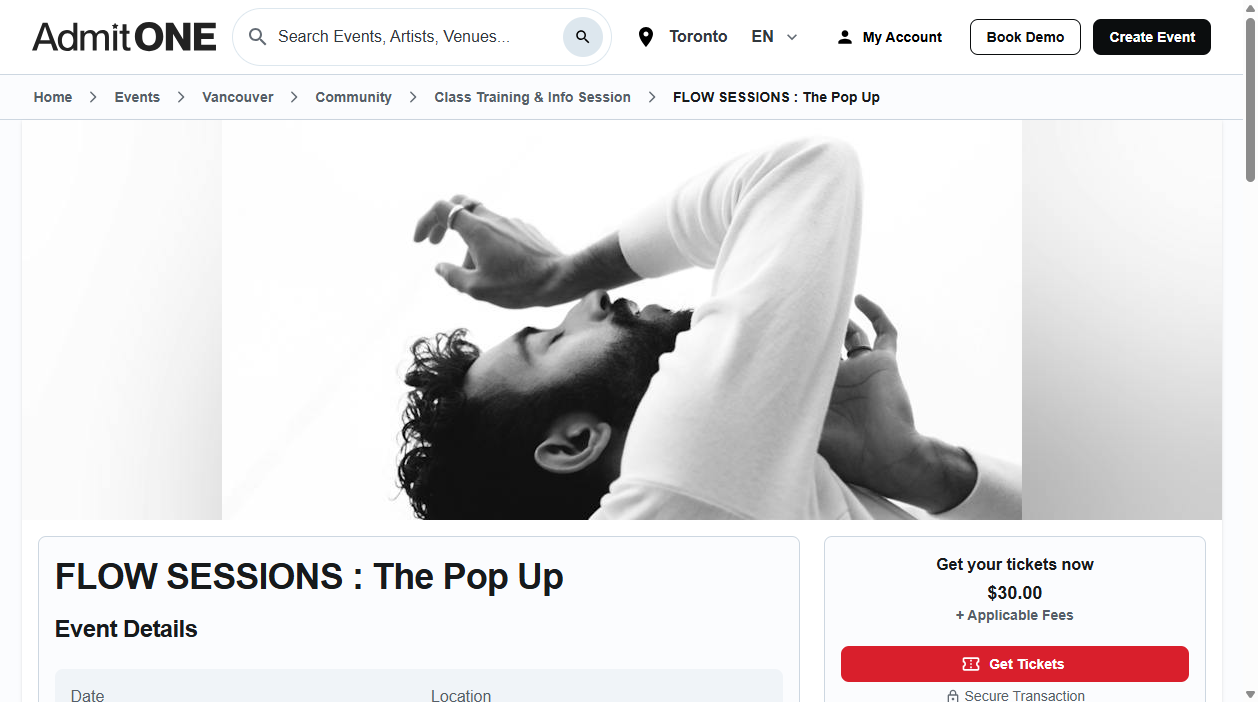 AdmitONE
Search Events, Artists, Venues...
Toronto
EN
My Account
Book Demo
Create Event
Home
Events
Vancouver
Community
Class Training & Info Session
FLOW SESSIONS : The Pop Up
FLOW SESSIONS : The Pop Up
Event Details
Date
Location
Get your tickets now
$30.00
+ Applicable Fees
Get Tickets
Secure Transaction